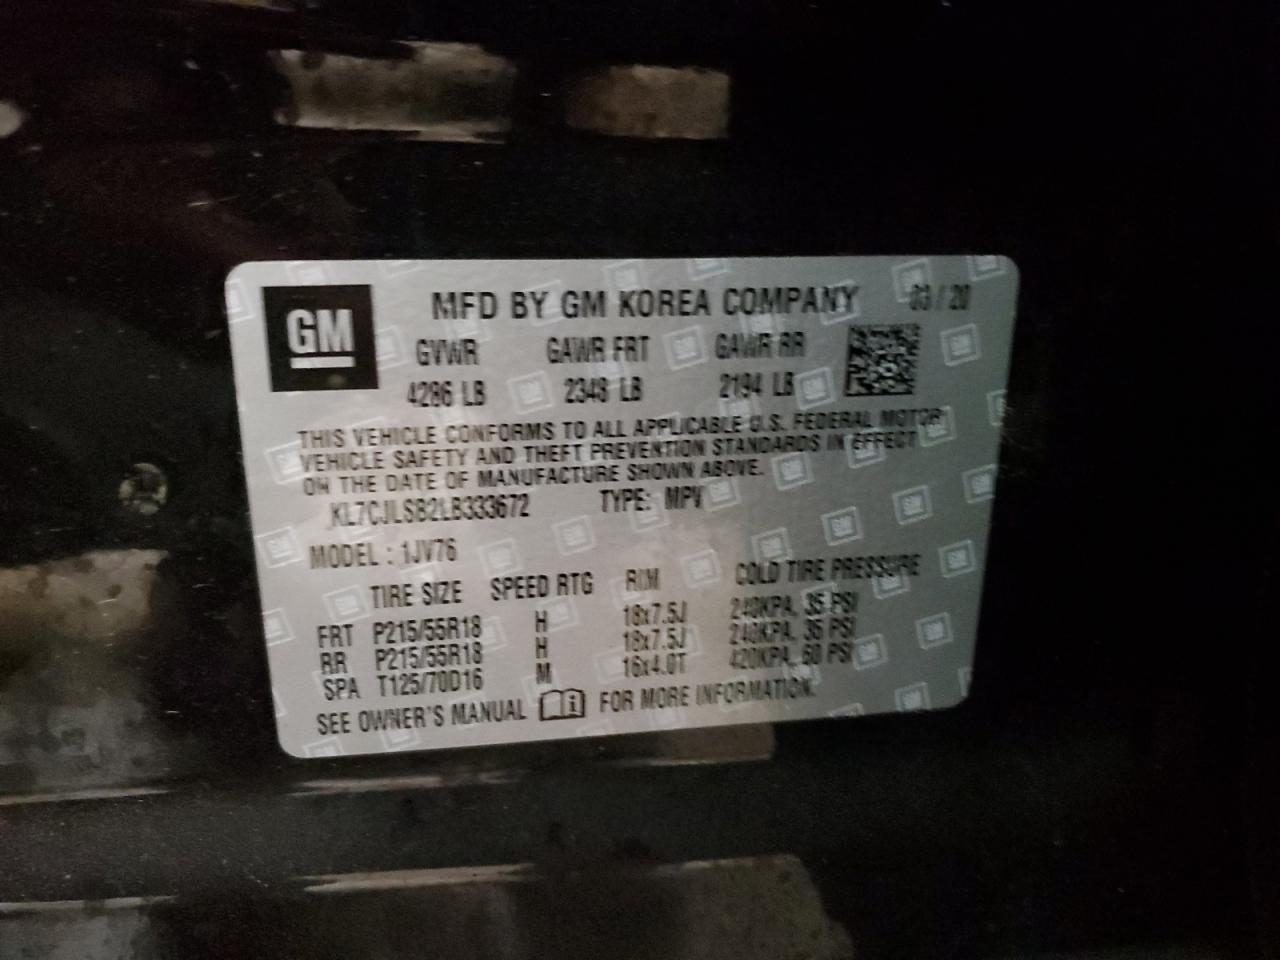 GM
MFD BY GM KOREA COMPANY 03/20
GVWR GAWR FRT GAWR RR
4286 LB 2348 LB 2194 LB
THIS VEHICLE CONFORMS TO ALL APPLICABLE U.S. FEDERAL MOTOR
VEHICLE SAFETY AND THEFT PREVENTION STANDARDS IN EFFECT
ON THE DATE OF MANUFACTURE SHOWN ABOVE.
KL7CJLSB2LB333672 TYPE: MPV
MODEL : 1JV76
TIRE SIZE SPEED RTG RIM COLD TIRE PRESSURE
FRT P215/55R18 H 18x7.5J 240KPA, 35 PSI
RR P215/55R18 H 18x7.5J 240KPA, 35 PSI
SPA T125/70D16 M 16x4.0T 420KPA, 60 PSI
SEE OWNER'S MANUAL FOR MORE INFORMATION.